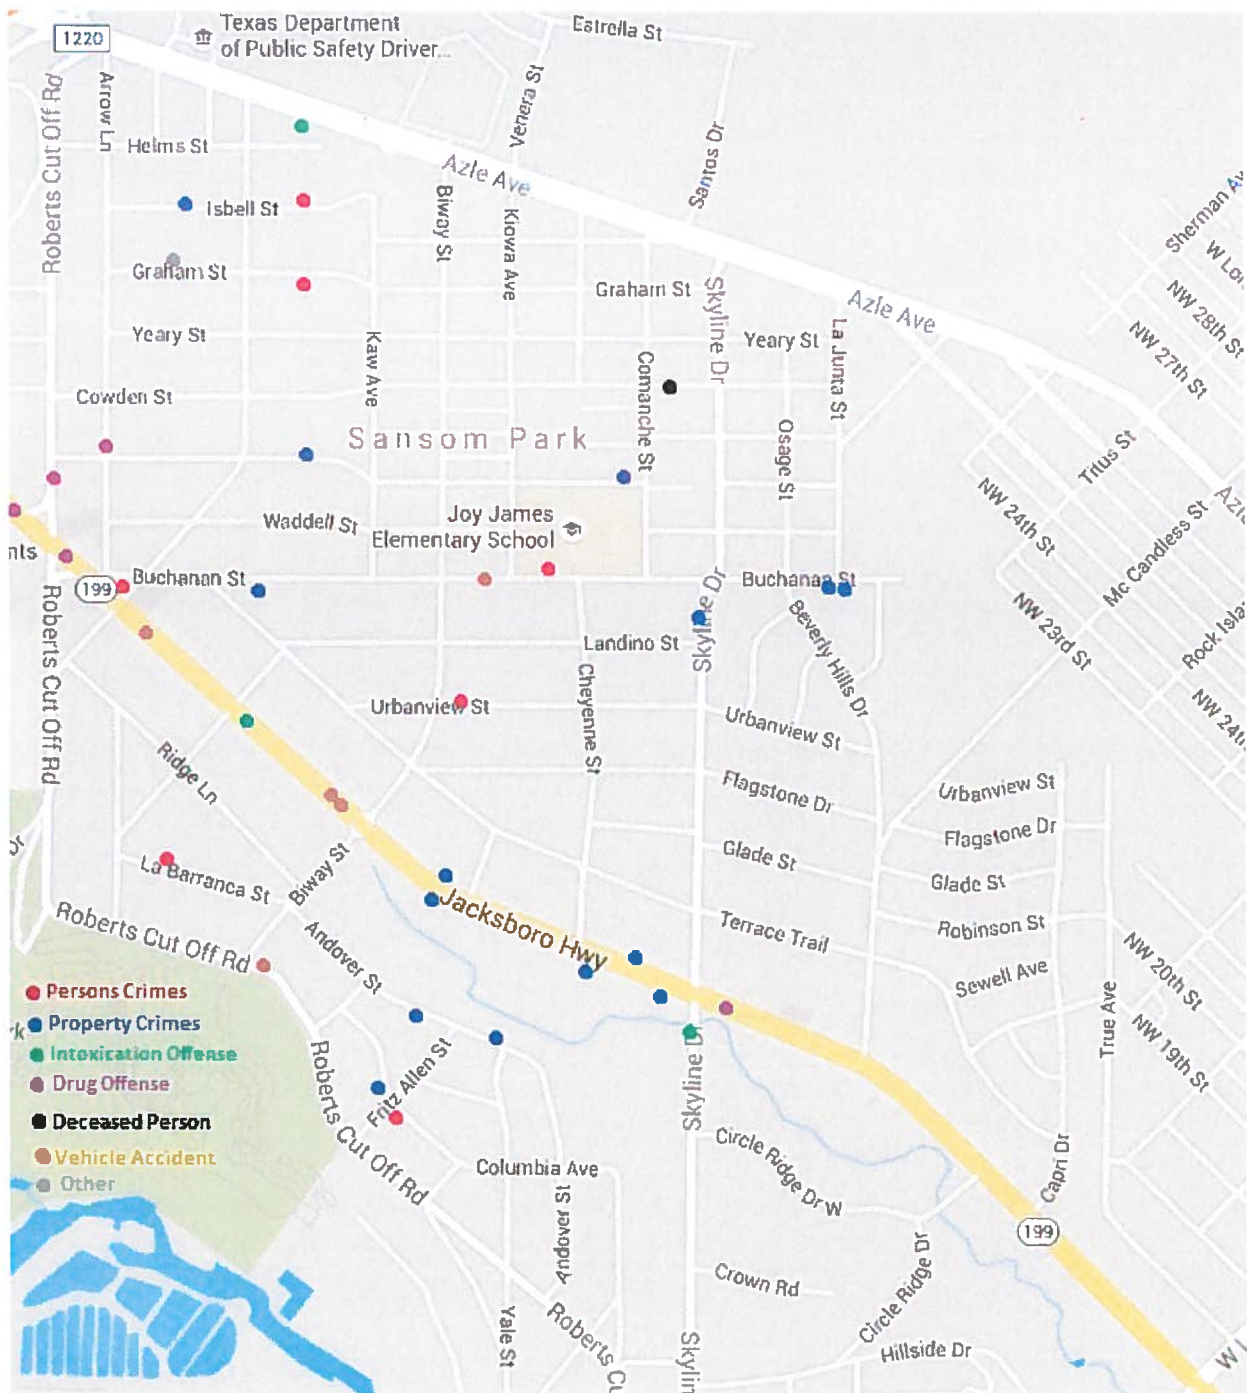 1220
Texas Department
of Public Safety Driver...
Estrella St
Roberts Cut Off Rd
Arrow Ln
Venera St
Santos Dr
Helms St
Azle Ave
Isbell St
Biway St
Kiowa Ave
Sherman Av
Graham St
Graham St
Skyline Dr
Azle Ave
NW 28th St
Yeary St
Yeary St
La Junta St
NW 27th St
Kaw Ave
Comanche St
Cowden St
Sansom Park
Osage St
Titus St
NW 24th St
Waddell St
Joy James
Elementary School
nts
199
Buchanan St
Buchanan St
Mc Candless St
Roberts Cut Off Rd
Skyline Dr
Beverly Hills Dr
NW 23rd St
Landino St
Rock Isla
Cheyenne St
Urbanview St
Urbanview St
NW 24th
Ridge Ln
Flagstone Dr
Urbanview St
Flagstone Dr
Dr
La Barranca St
Biway St
Glade St
Glade St
Jacksboro Hwy
Roberts Cut Off Rd
Andover St
Terrace Trail
Robinson St
NW 20th St
Sewell Ave
True Ave
NW 19th St
Persons Crimes
rk
Property Crimes
Intoxication Offense
Drug Offense
Deceased Person
Vehicle Accident
Other
Fritz Allen St
Roberts Cut Off Rd
Skyline D
Circle Ridge Dr W
Columbia Ave
Andover St
Capri Dr
199
Crown Rd
Circle Ridge Dr
Yale St
Roberts Cu
Skylin
Hillside Dr
W